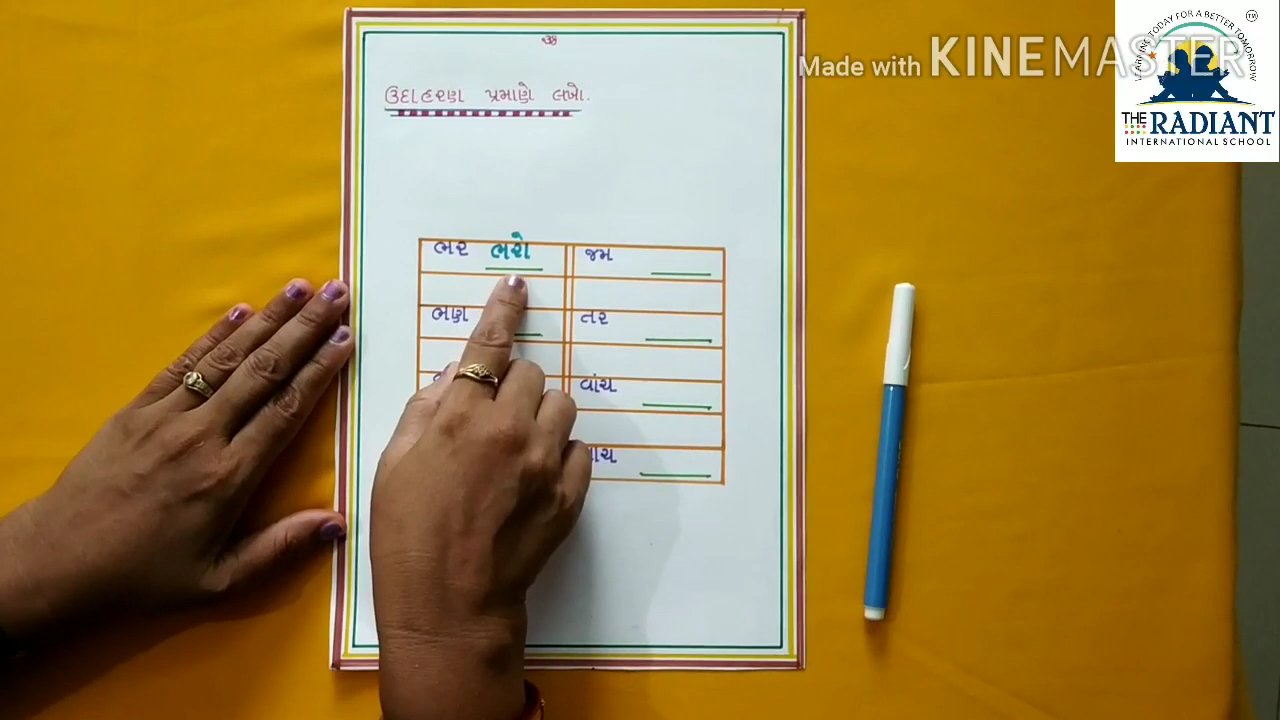 ૐ
Made with KINEMASTER
LEARNING TODAY FOR A BETTER TOMORROW
TM
THE RADIANT
INTERNATIONAL SCHOOL
ઉદાહરણ પ્રમાણે લખો.
ભર ભરો જમ
ભણ તર
વાંચ